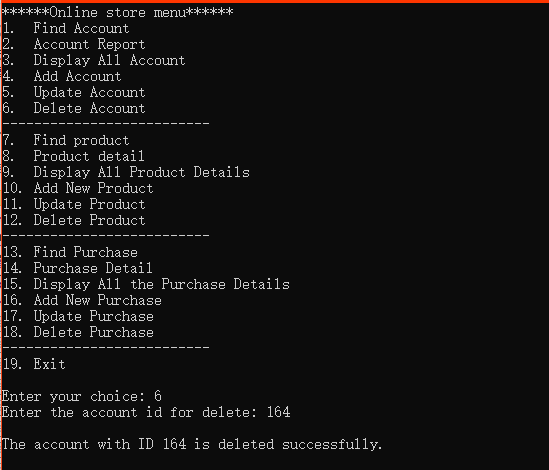 ******Online store menu******
1.  Find Account
2.  Account Report
3.  Display All Account
4.  Add Account
5.  Update Account
6.  Delete Account
--------------------------
7.  Find product
8.  Product detail
9.  Display All Product Details
10. Add New Product
11. Update Product
12. Delete Product
--------------------------
13. Find Purchase
14. Purchase Detail
15. Display All the Purchase Details
16. Add New Purchase
17. Update Purchase
18. Delete Purchase
--------------------------
19. Exit
Enter your choice: 6
Enter the account id for delete: 164
The account with ID 164 is deleted successfully.